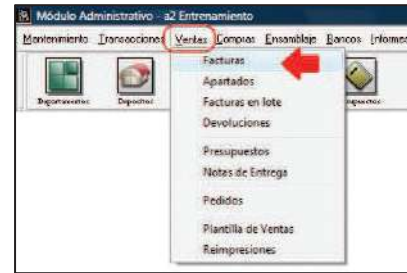 Módulo Administrativo - a2 Entrenamiento
Mantenimiento Transacciones Ventas Compras Ensamblaje Bancos Informes
Facturas
Apartados
Facturas en lote
Devoluciones
Presupuestos
Notas de Entrega
Pedidos
Plantilla de Ventas
Reimpresiones
Departamentos Depositos